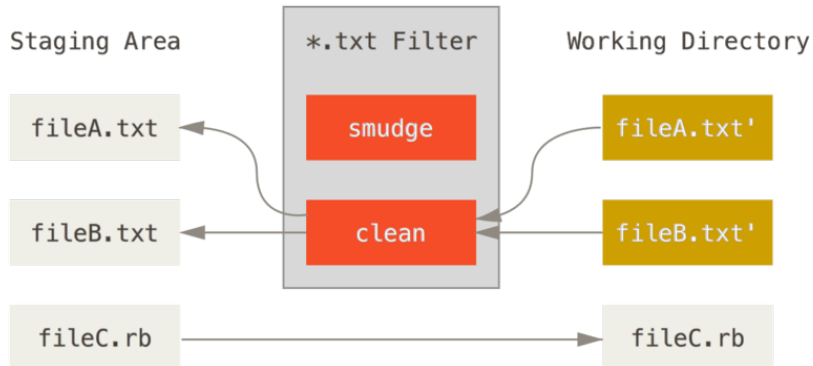 Staging Area
*.txt Filter
Working Directory
fileA.txt
smudge
fileA.txt'
fileB.txt
clean
fileB.txt'
fileC.rb
fileC.rb